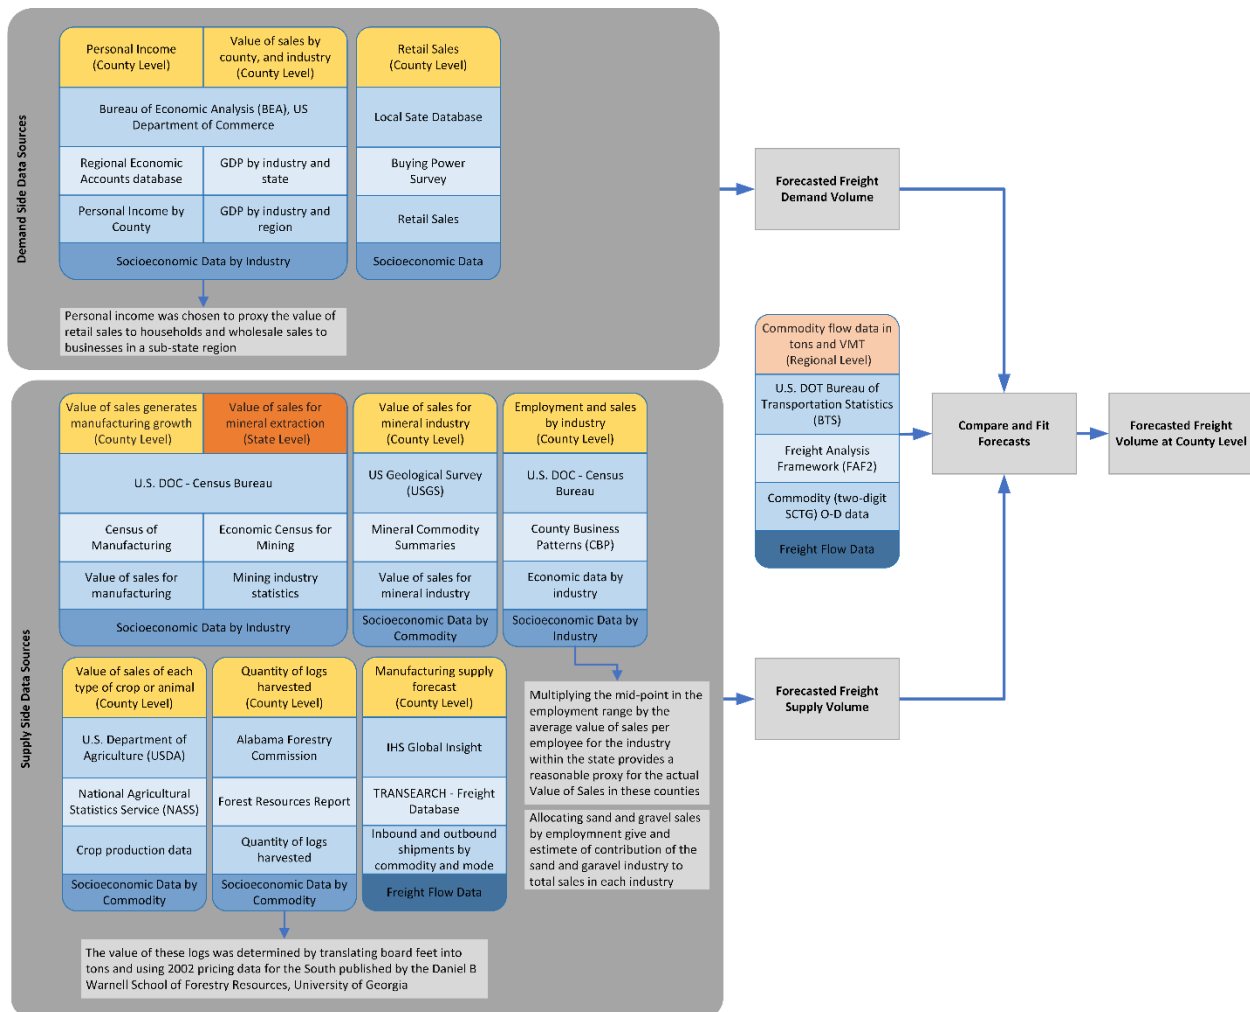 Demand Side Data Sources
Personal Income
(County Level)
Value of sales by
county, and industry
(County Level)
Bureau of Economic Analysis (BEA), US
Department of Commerce
Regional Economic
Accounts database
GDP by industry and
state
Personal Income by
County
GDP by industry and
region
Socioeconomic Data by Industry
Retail Sales
(County Level)
Local Sate Database
Buying Power
Survey
Retail Sales
Socioeconomic Data
Personal income was chosen to proxy the value of
retail sales to households and wholesale sales to
businesses in a sub-state region
Forecasted Freight
Demand Volume
Commodity flow data in
tons and VMT
(Regional Level)
U.S. DOT Bureau of
Transportation Statistics
(BTS)
Freight Analysis
Framework (FAF2)
Commodity (two-digit
SCTG) O-D data
Freight Flow Data
Compare and Fit
Forecasts
Forecasted Freight
Volume at County Level
Supply Side Data Sources
Value of sales generates
manufacturing growth
(County Level)
Value of sales for
mineral extraction
(State Level)
U.S. DOC - Census Bureau
Census of
Manufacturing
Economic Census for
Mining
Value of sales for
manufacturing
Mining industry
statistics
Socioeconomic Data by Industry
Value of sales for
mineral industry
(County Level)
US Geological Survey
(USGS)
Mineral Commodity
Summaries
Value of sales for
mineral industry
Socioeconomic Data by
Commodity
Employment and sales
by industry
(County Level)
U.S. DOC - Census
Bureau
County Business
Patterns (CBP)
Economic data by
industry
Socioeconomic Data by
Industry
Value of sales of each
type of crop or animal
(County Level)
U.S. Department of
Agriculture (USDA)
National Agricultural
Statistics Service (NASS)
Crop production data
Socioeconomic Data by
Commodity
Quantity of logs
harvested
(County Level)
Alabama Forestry
Commission
Forest Resources Report
Quantity of logs
harvested
Socioeconomic Data by
Commodity
Manufacturing supply
forecast
(County Level)
IHS Global Insight
TRANSEARCH - Freight
Database
Inbound and outbound
shipments by
commodity and mode
Freight Flow Data
Multiplying the mid-point in the
employment range by the
average value of sales per
employee for the industry
within the state provides a
reasonable proxy for the actual
Value of Sales in these counties
Allocating sand and gravel sales
by employmnent give and
estimete of contribution of the
sand and garavel industry to
total sales in each industry
Forecasted Freight
Supply Volume
The value of these logs was determined by translating board feet into
tons and using 2002 pricing data for the South published by the Daniel B
Warnell School of Forestry Resources, University of Georgia